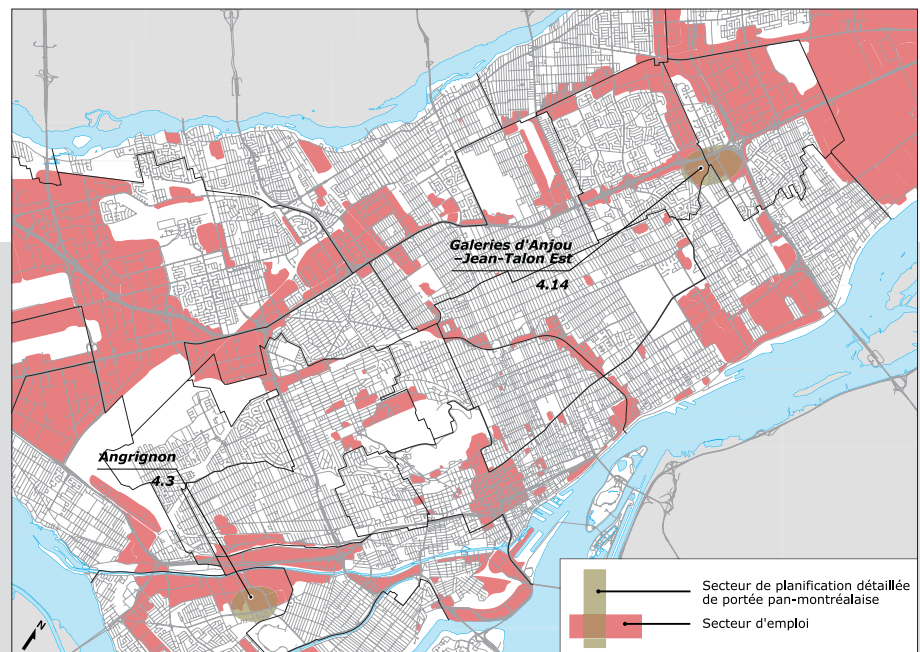 Galeries d'Anjou
–Jean-Talon Est
4.14
Angrignon
4.3
N
Secteur de planification détaillée
de portée pan-montréalaise
Secteur d'emploi